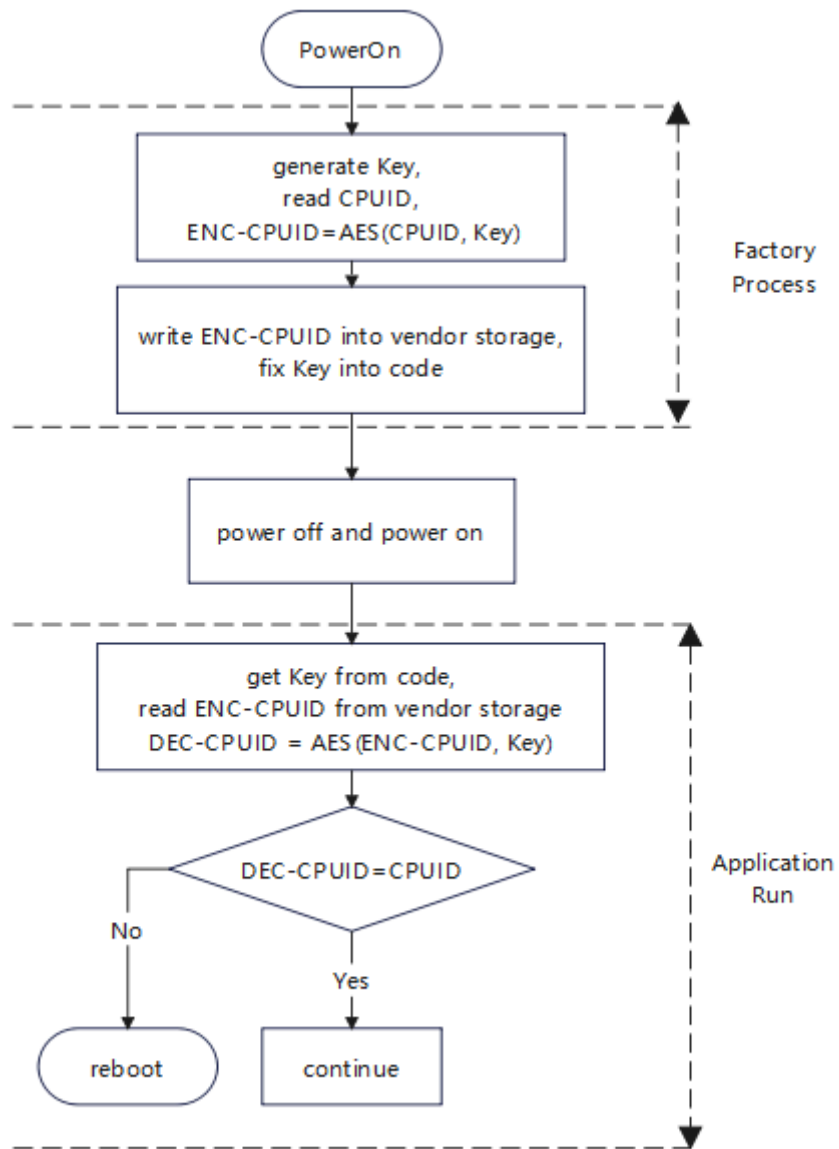 PowerOn
generate Key,
read CPUID,
ENC-CPUID=AES(CPUID, Key)
Factory
Process
write ENC-CPUID into vendor storage,
fix Key into code
power off and power on
get Key from code,
read ENC-CPUID from vendor storage
DEC-CPUID = AES(ENC-CPUID, Key)
DEC-CPUID=CPUID
Application
Run
No
Yes
reboot
continue